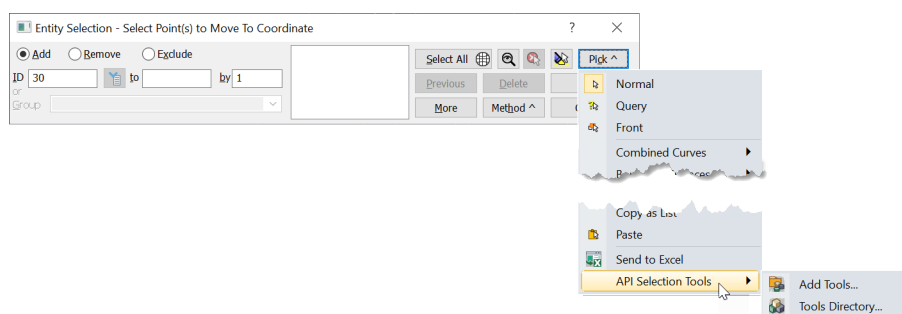 Entity Selection - Select Point(s) to Move To Coordinate ?
Add Remove Exclude
Select All Pick ^
ID 30 to by 1
or
Group
Previous Delete
More Method ^
Normal
Query
Front
Combined Curves
Copy as List
Paste
Send to Excel
API Selection Tools
Add Tools...
Tools Directory...